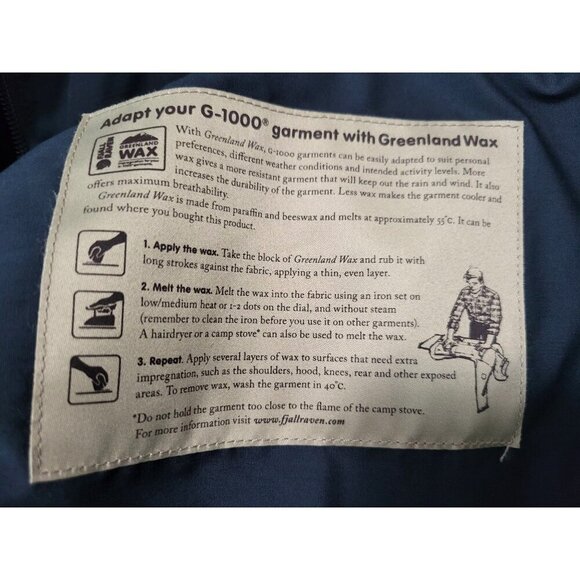 Adapt your G-1000® garment with Greenland Wax
FJÄLL RÄVEN
GREENLAND
WAX
With Greenland Wax, G-1000 garments can be easily adapted to suit personal
preferences, different weather conditions and intended activity levels. More
wax gives a more resistant garment that will keep out the rain and wind. It also
increases the durability of the garment. Less wax makes the garment cooler and
offers maximum breathability.
Greenland Wax is made from paraffin and beeswax and melts at approximately 55°C. It can be
found where you bought this product.
1. Apply the wax. Take the block of Greenland Wax and rub it with
long strokes against the fabric, applying a thin, even layer.
2. Melt the wax. Melt the wax into the fabric using an iron set on
low/medium heat or 1-2 dots on the dial, and without steam
(remember to clean the iron before you use it on other garments).
A hairdryer or a camp stove* can also be used to melt the wax.
3. Repeat. Apply several layers of wax to surfaces that need extra
impregnation, such as the shoulders, hood, knees, rear and other exposed
areas. To remove wax, wash the garment in 40°C.
*Do not hold the garment too close to the flame of the camp stove.
For more information visit www.fjallraven.com